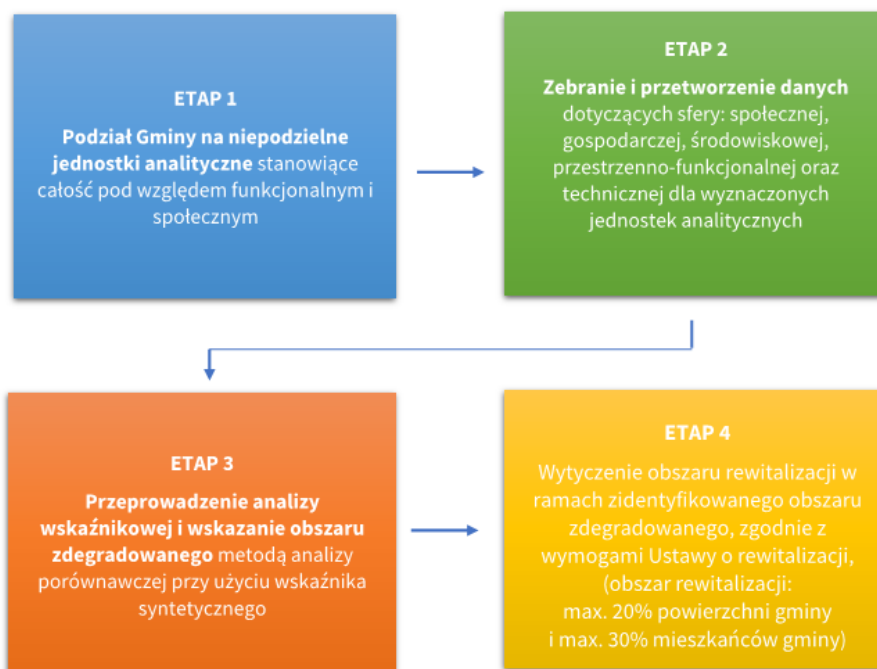 ETAP 1
Podział Gminy na niepodzielne
jednostki analityczne stanowiące
całość pod względem funkcjonalnym i
społecznym
ETAP 2
Zebranie i przetworzenie danych
dotyczących sfery: społecznej,
gospodarczej, środowiskowej,
przestrzenno-funkcjonalnej oraz
technicznej dla wyznaczonych
jednostek analitycznych
ETAP 3
Przeprowadzenie analizy
wskaźnikowej i wskazanie obszaru
zdegradowanego metodą analizy
porównawczej przy użyciu wskaźnika
syntetycznego
ETAP 4
Wytyczenie obszaru rewitalizacji w
ramach zidentyfikowanego obszaru
zdegradowanego, zgodnie z
wymogami Ustawy o rewitalizacji,
(obszar rewitalizacji:
max. 20% powierzchni gminy
i max. 30% mieszkańców gminy)